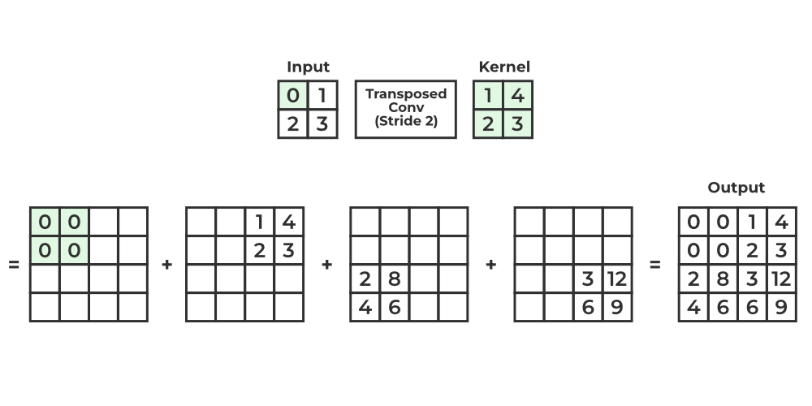 Input
Kernel
0 1
2 3
Transposed
Conv
(Stride 2)
1 4
2 3
Output
=
0 0
0 0
+
1 4
2 3
+
2 8
4 6
+
3 12
6 9
=
0 0 1 4
0 0 2 3
2 8 3 12
4 6 6 9